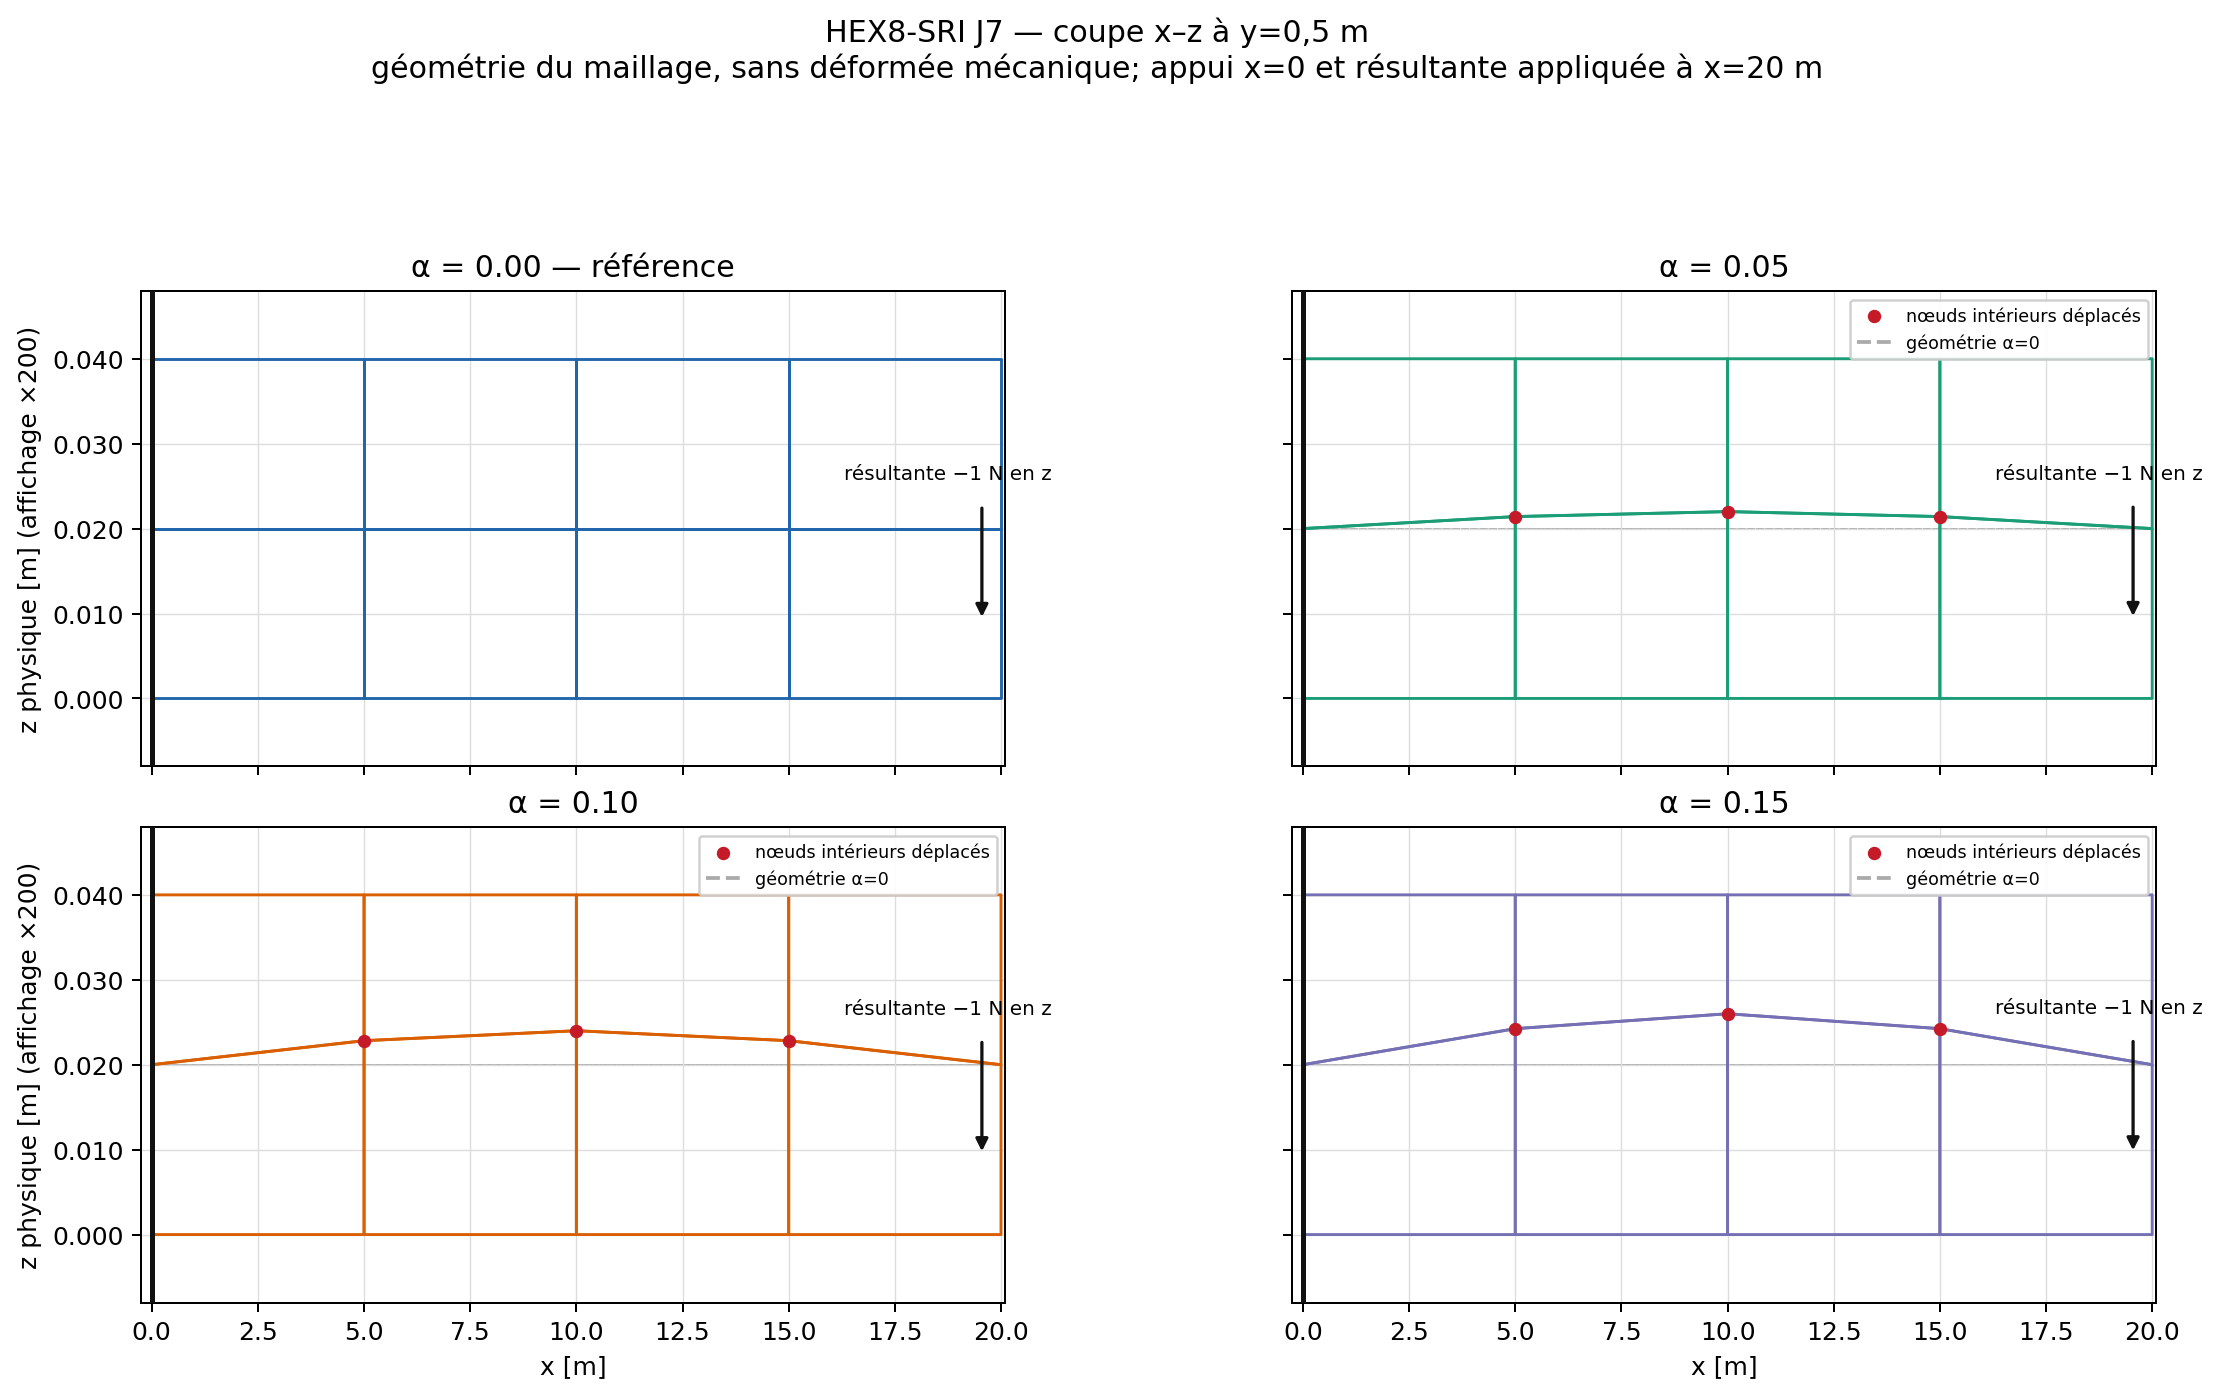 HEX8-SRI J7 — coupe x–z à y=0,5 m
géométrie du maillage, sans déformée mécanique; appui x=0 et résultante appliquée à x=20 m
α = 0.00 — référence
z physique [m] (affichage ×200)
0.040
0.030
0.020
0.010
0.000
résultante −1 N en z
α = 0.05
nœuds intérieurs déplacés
géométrie α=0
résultante −1 N en z
α = 0.10
z physique [m] (affichage ×200)
0.040
0.030
0.020
0.010
0.000
nœuds intérieurs déplacés
géométrie α=0
résultante −1 N en z
0.0 2.5 5.0 7.5 10.0 12.5 15.0 17.5 20.0
x [m]
α = 0.15
nœuds intérieurs déplacés
géométrie α=0
résultante −1 N en z
0.0 2.5 5.0 7.5 10.0 12.5 15.0 17.5 20.0
x [m]